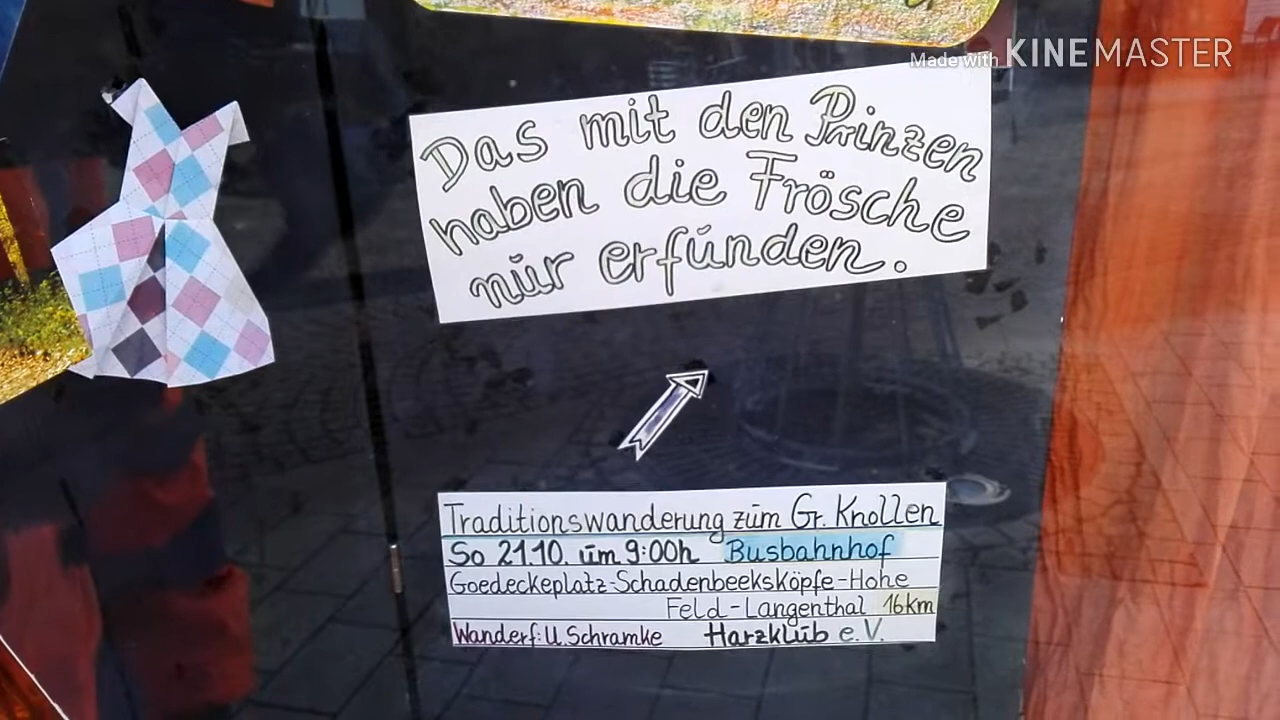 Made with KINEMASTER
Das mit den Prinzen
haben die Frösche
nur erfunden.
Traditionswanderung zum Gr. Knollen
So 21.10. um 9:00h Busbahnhof
Goedeckeplatz-Schadenbeeksköpfe-Hohe
Feld-Langenthal 16km
Wanderf: U. Schramke Harzklub e.V.